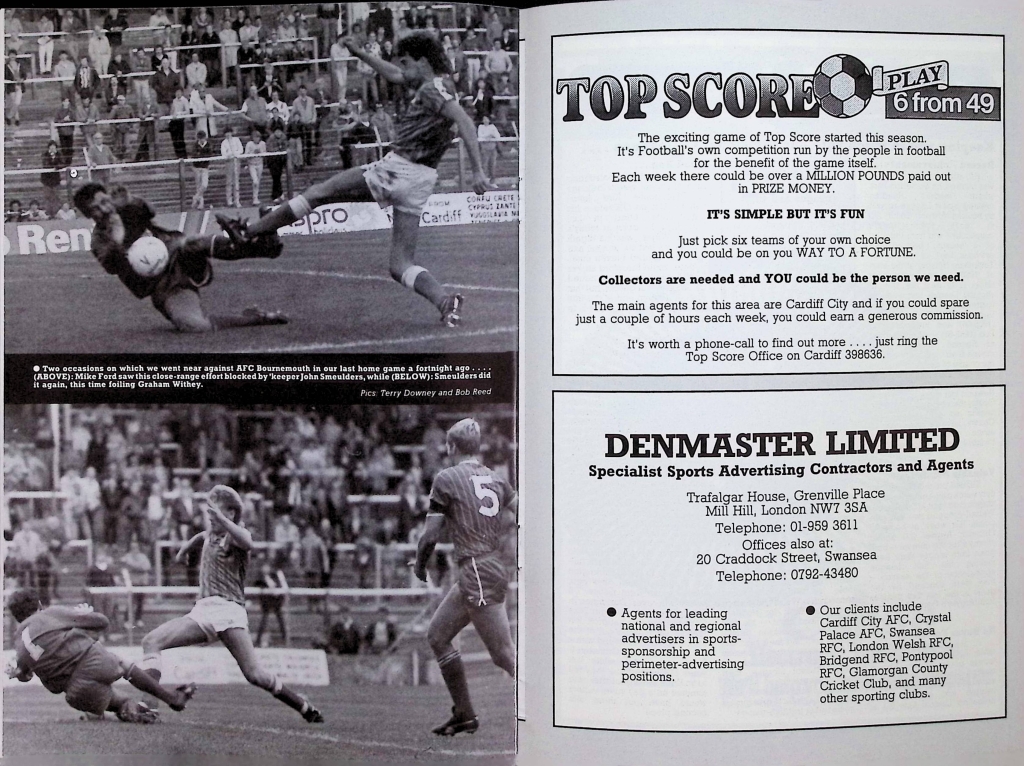 Ren
spro
FROM
Cardiff
CORFU CRETE
CYPRUS ZANTE
YUGOSLAVIA
● Two occasions on which we went near against AFC Bournemouth in our last home game a fortnight ago . . . .
(ABOVE): Mike Ford saw this close-range effort blocked by 'keeper John Smeulders, while (BELOW): Smeulders did
it again, this time foiling Graham Withey.
Pics: Terry Downey and Bob Reed
5
1
TOP SCORE
PLAY
6 from 49
The exciting game of Top Score started this season.
It's Football's own competition run by the people in football
for the benefit of the game itself.
Each week there could be over a MILLION POUNDS paid out
in PRIZE MONEY.
IT'S SIMPLE BUT IT'S FUN
Just pick six teams of your own choice
and you could be on you WAY TO A FORTUNE.
Collectors are needed and YOU could be the person we need.
The main agents for this area are Cardiff City and if you could spare
just a couple of hours each week, you could earn a generous commission.
It's worth a phone-call to find out more . . . . just ring the
Top Score Office on Cardiff 398636.
DENMASTER LIMITED
Specialist Sports Advertising Contractors and Agents
Trafalgar House, Grenville Place
Mill Hill, London NW7 3SA
Telephone: 01-959 3611
Offices also at:
20 Craddock Street, Swansea
Telephone: 0792-43480
● Agents for leading
national and regional
advertisers in sports-
sponsorship and
perimeter-advertising
positions.
● Our clients include
Cardiff City AFC, Crystal
Palace AFC, Swansea
RFC, London Welsh RFC,
Bridgend RFC, Pontypool
RFC, Glamorgan County
Cricket Club, and many
other sporting clubs.